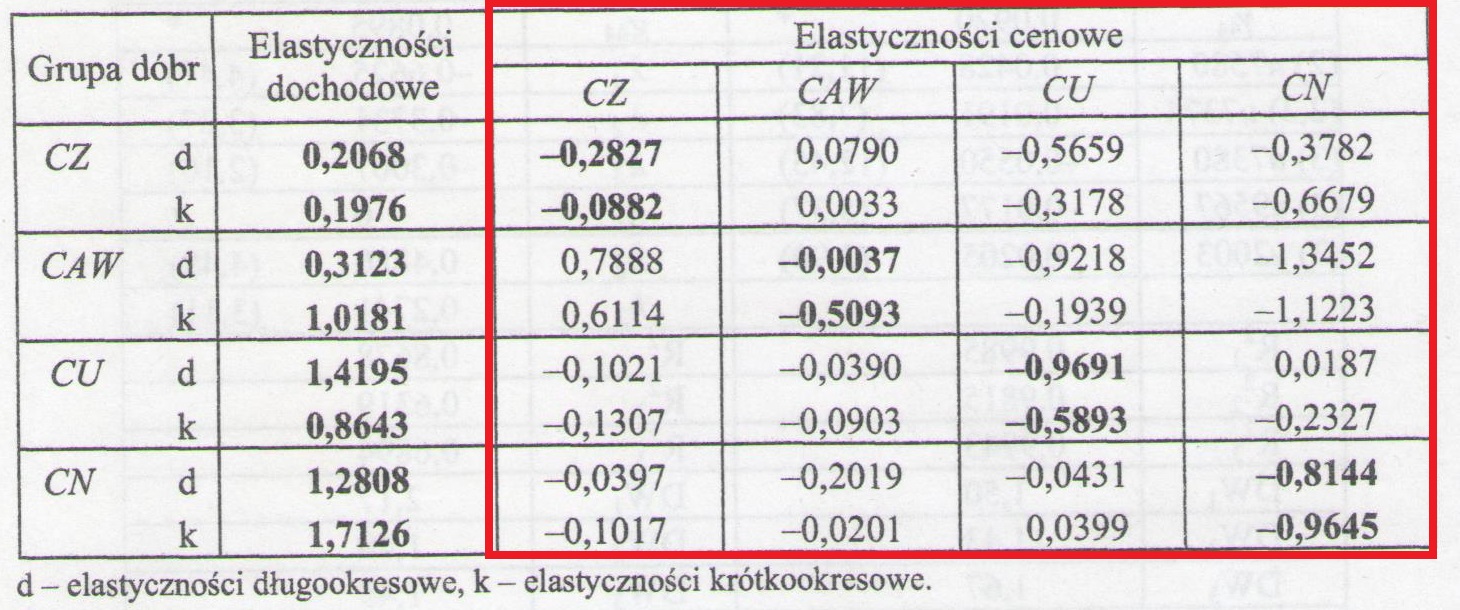 Grupa dóbr Elastyczności dochodowe Elastyczności cenowe
CZ CAW CU CN
CZ d 0,2068 –0,2827 0,0790 –0,5659 –0,3782
k 0,1976 –0,0882 0,0033 –0,3178 –0,6679
CAW d 0,3123 0,7888 –0,0037 –0,9218 –1,3452
k 1,0181 0,6114 –0,5093 –0,1939 –1,1223
CU d 1,4195 –0,1021 –0,0390 –0,9691 0,0187
k 0,8643 –0,1307 –0,0903 –0,5893 –0,2327
CN d 1,2808 –0,0397 –0,2019 –0,0431 –0,8144
k 1,7126 –0,1017 –0,0201 0,0399 –0,9645
d – elastyczności długookresowe, k – elastyczności krótkookresowe.